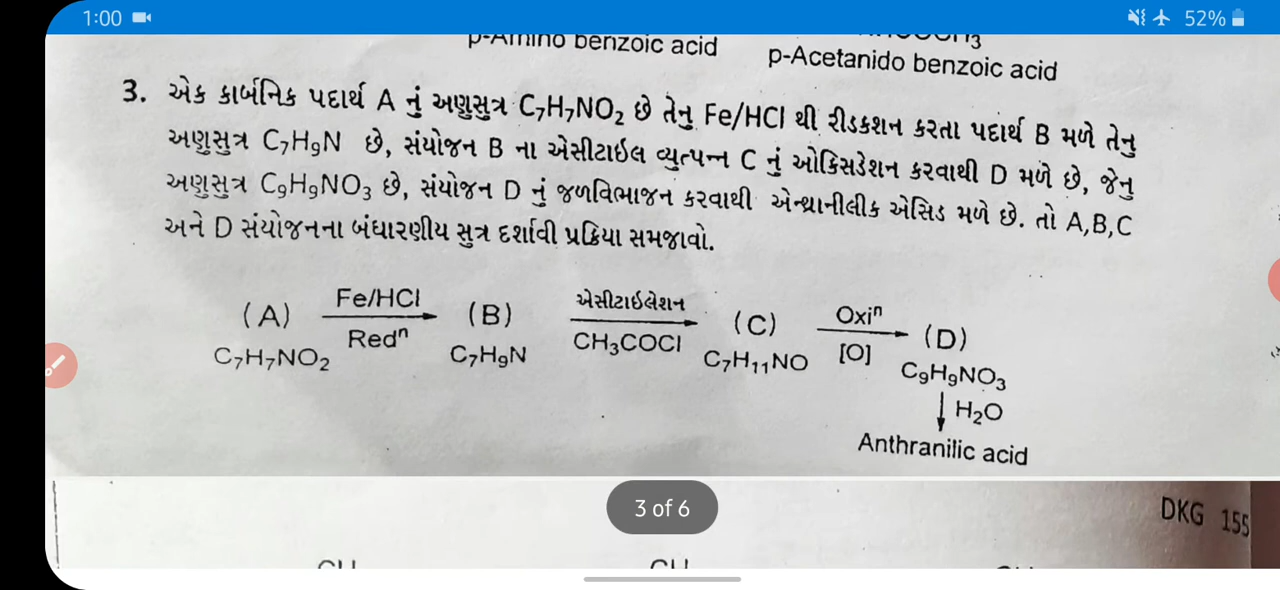 1:00 52%
p-Amino benzoic acid
p-Acetanido benzoic acid
3. એક કાર્બનિક પદાર્થ A નું અણુસુત્ર C₇H₇NO₂ છે તેનુ Fe/HCl થી રીડકશન કરતા પદાર્થ B મળે તેનુ
અણુસુત્ર C₇H₉N છે, સંયોજન B ના એસીટાઇલ વ્યુત્પન્ન C નું ઓકિસડેશન કરવાથી D મળે છે, જેનુ
અણુસુત્ર C₉H₉NO₃ છે, સંયોજન D નું જળવિભાજન કરવાથી એન્થ્રાનીલીક એસિડ મળે છે. તો A,B,C
અને D સંયોજનના બંધારણીય સુત્ર દર્શાવી પ્રક્રિયા સમજાવો.
(A) Fe/HCl (B) એસીટાઇલેશન (C) Oxiⁿ (D)
Redⁿ CH₃COCl [O]
C₇H₇NO₂ C₇H₉N C₇H₁₁NO C₉H₉NO₃
H₂O
Anthranilic acid
3 of 6
DKG 155